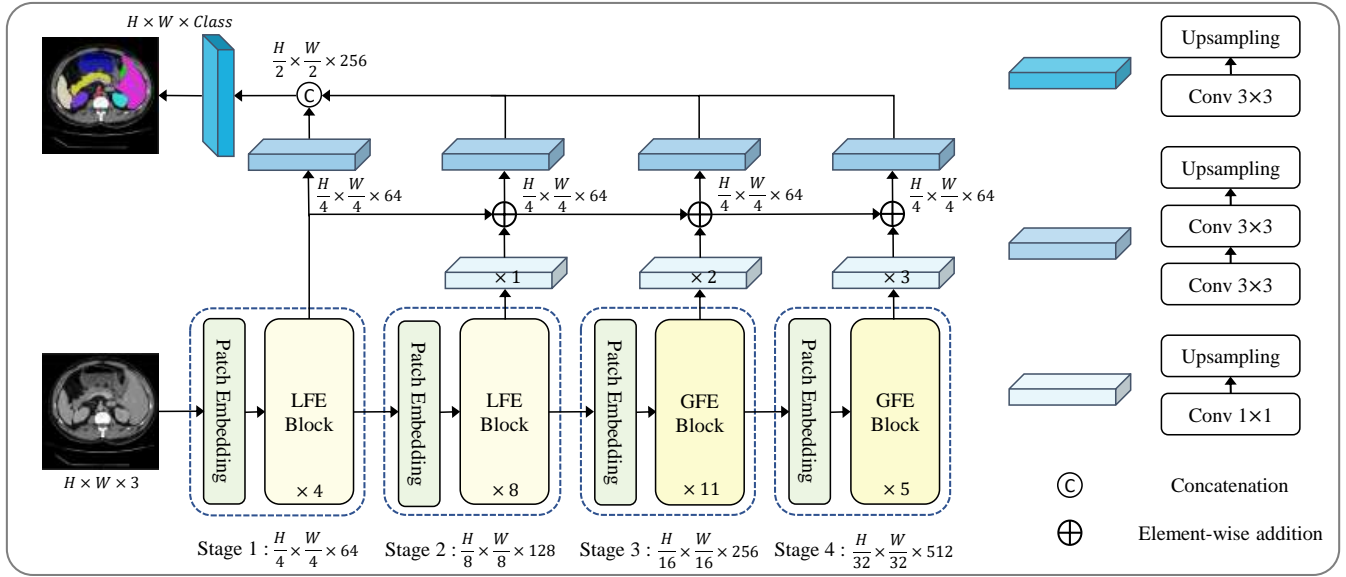 H × W × Class
H/2 × W/2 × 256
C
H/4 × W/4 × 64
H/4 × W/4 × 64
H/4 × W/4 × 64
H/4 × W/4 × 64
× 1
× 2
× 3
Patch Embedding
LFE
Block
× 4
Patch Embedding
LFE
Block
× 8
Patch Embedding
GFE
Block
× 11
Patch Embedding
GFE
Block
× 5
H × W × 3
Stage 1 : H/4 × W/4 × 64
Stage 2 : H/8 × W/8 × 128
Stage 3 : H/16 × W/16 × 256
Stage 4 : H/32 × W/32 × 512
Upsampling
Conv 3×3
Upsampling
Conv 3×3
Conv 3×3
Upsampling
Conv 1×1
C Concatenation
⊕ Element-wise addition